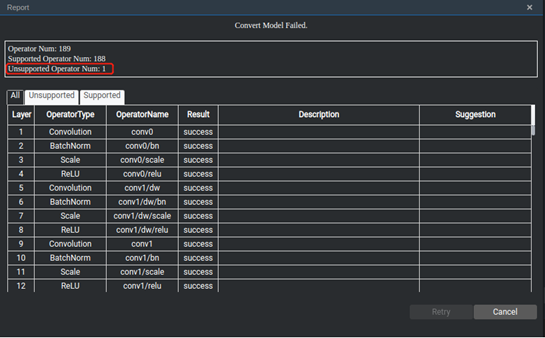 Report
Convert Model Failed.
Operator Num: 189
Supported Operator Num: 188
Unsupported Operator Num: 1
All Unsupported Supported
Layer OperatorType OperatorName Result Description Suggestion
1 Convolution conv0 success
2 BatchNorm conv0/bn success
3 Scale conv0/scale success
4 ReLU conv0/relu success
5 Convolution conv1/dw success
6 BatchNorm conv1/dw/bn success
7 Scale conv1/dw/scale success
8 ReLU conv1/dw/relu success
9 Convolution conv1 success
10 BatchNorm conv1/bn success
11 Scale conv1/scale success
12 ReLU conv1/relu success
Retry Cancel